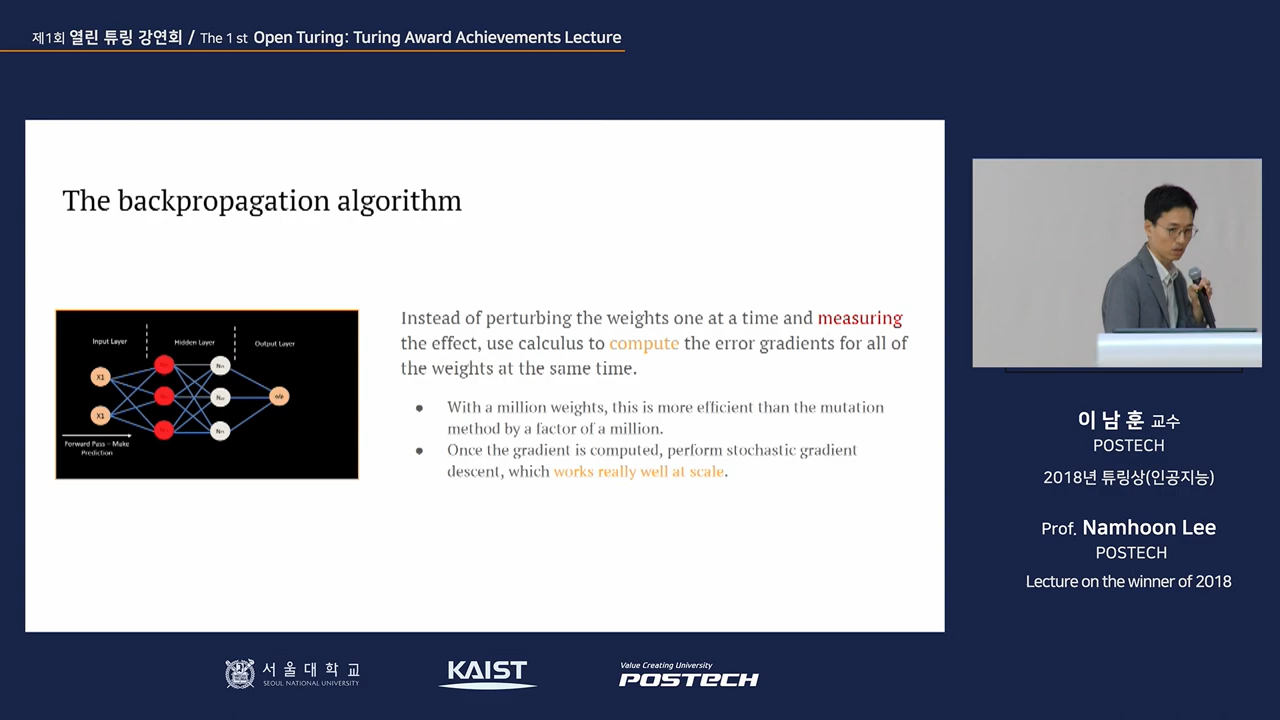 제1회 열린 튜링 강연회 / The 1 st Open Turing: Turing Award Achievements Lecture
The backpropagation algorithm
Input Layer
Hidden Layer
Output Layer
X1
X1
o/p
Forward Pass – Make
Prediction
Instead of perturbing the weights one at a time and measuring
the effect, use calculus to compute the error gradients for all of
the weights at the same time.
● With a million weights, this is more efficient than the mutation
method by a factor of a million.
● Once the gradient is computed, perform stochastic gradient
descent, which works really well at scale.
이 남 훈 교수
POSTECH
2018년 튜링상(인공지능)
Prof. Namhoon Lee
POSTECH
Lecture on the winner of 2018
서울대학교
SEOUL NATIONAL UNIVERSITY
KAIST
Value Creating University
POSTECH